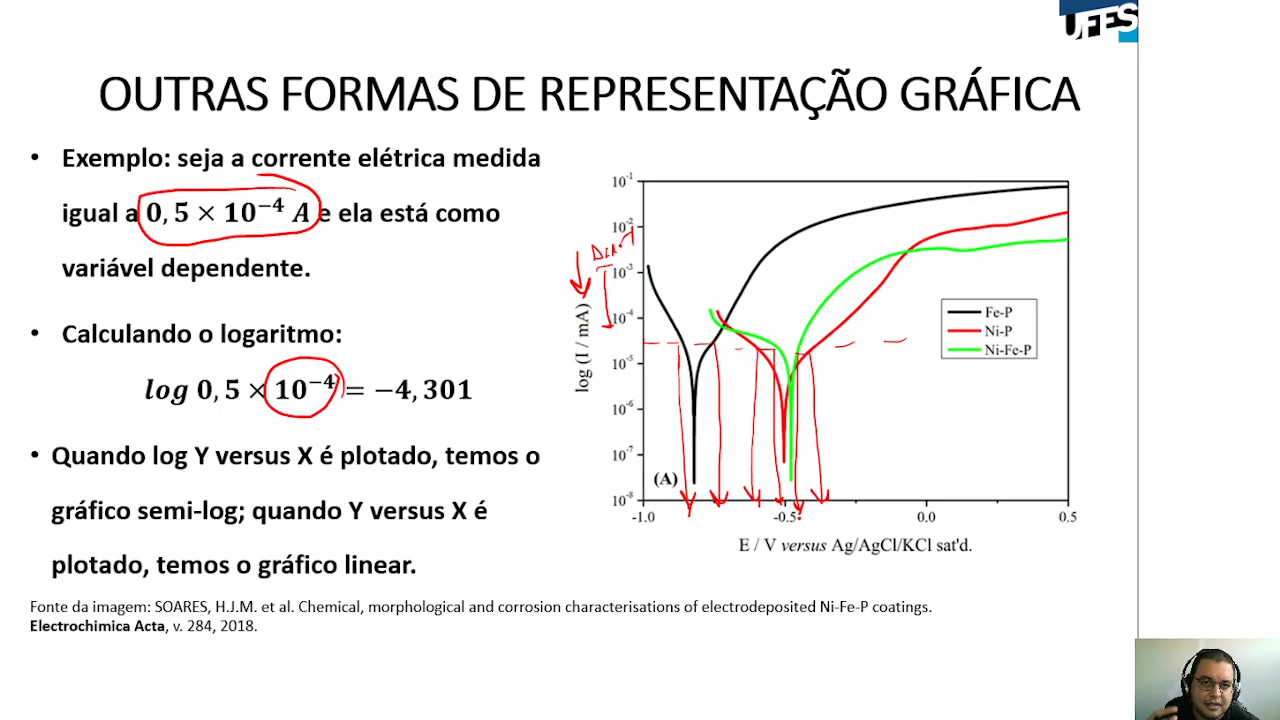 UFES
OUTRAS FORMAS DE REPRESENTAÇÃO GRÁFICA
• Exemplo: seja a corrente elétrica medida
igual a 0,5 × 10⁻⁴ A e ela está como
variável dependente.
• Calculando o logaritmo:
log 0,5 × 10⁻⁴ = −4,301
• Quando log Y versus X é plotado, temos o
gráfico semi-log; quando Y versus X é
plotado, temos o gráfico linear.
10⁻¹
10⁻²
10⁻³
10⁻⁴
10⁻⁵
10⁻⁶
10⁻⁷
10⁻⁸
log (I / mA)
Fe-P
Ni-P
Ni-Fe-P
(A)
-1.0 -0.5 0.0 0.5
E / V versus Ag/AgCl/KCl sat'd.
Fonte da imagem: SOARES, H.J.M. et al. Chemical, morphological and corrosion characterisations of electrodeposited Ni-Fe-P coatings.
Electrochimica Acta, v. 284, 2018.